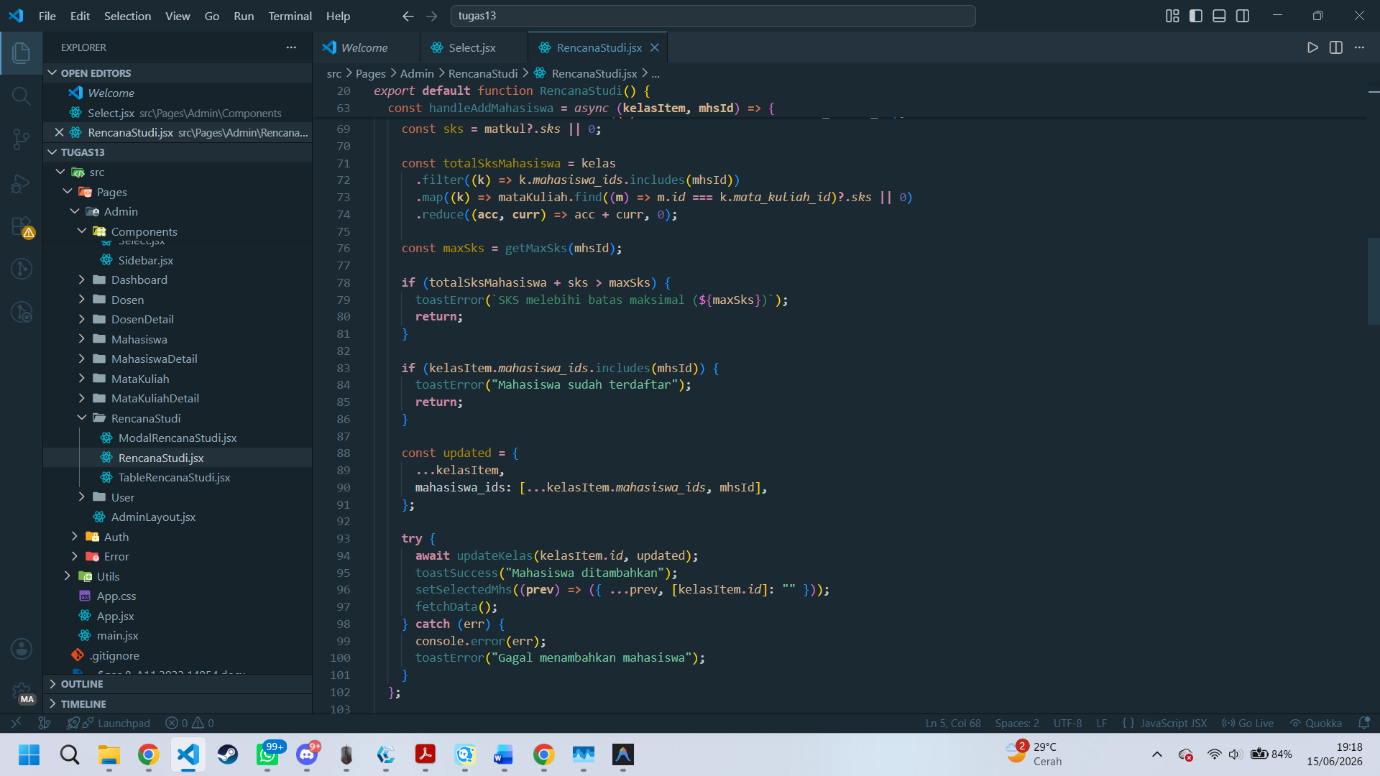 File Edit Selection View Go Run Terminal Help
tugas13
EXPLORER
OPEN EDITORS
Welcome
Select.jsx src\Pages\Admin\Components
RencanaStudi.jsx src\Pages\Admin\Rencana...
TUGAS13
src
Pages
Admin
Components
Select.jsx
Sidebar.jsx
Dashboard
Dosen
DosenDetail
Mahasiswa
MahasiswaDetail
MataKuliah
MataKuliahDetail
RencanaStudi
ModalRencanaStudi.jsx
RencanaStudi.jsx
TableRencanaStudi.jsx
User
AdminLayout.jsx
Auth
Error
Utils
App.css
App.jsx
main.jsx
.gitignore
OUTLINE
TIMELINE
MA
Welcome Select.jsx RencanaStudi.jsx
src > Pages > Admin > RencanaStudi > RencanaStudi.jsx > ...
20 export default function RencanaStudi() {
63 const handleAddMahasiswa = async (kelasItem, mhsId) => {
69 const sks = matkul?.sks || 0;
70
71 const totalSksMahasiswa = kelas
72 .filter((k) => k.mahasiswa_ids.includes(mhsId))
73 .map((k) => mataKuliah.find((m) => m.id === k.mata_kuliah_id)?.sks || 0)
74 .reduce((acc, curr) => acc + curr, 0);
75
76 const maxSks = getMaxSks(mhsId);
77
78 if (totalSksMahasiswa + sks > maxSks) {
79 toastError(`SKS melebihi batas maksimal (${maxSks})`);
80 return;
81 }
82
83 if (kelasItem.mahasiswa_ids.includes(mhsId)) {
84 toastError("Mahasiswa sudah terdaftar");
85 return;
86 }
87
88 const updated = {
89 ...kelasItem,
90 mahasiswa_ids: [...kelasItem.mahasiswa_ids, mhsId],
91 };
92
93 try {
94 await updateKelas(kelasItem.id, updated);
95 toastSuccess("Mahasiswa ditambahkan");
96 setSelectedMhs((prev) => ({ ...prev, [kelasItem.id]: "" }));
97 fetchData();
98 } catch (err) {
99 console.error(err);
100 toastError("Gagal menambahkan mahasiswa");
101 }
102 };
103
Launchpad 0 0 Ln 5, Col 68 Spaces: 2 UTF-8 LF { } JavaScript JSX Go Live Quokka
99+ 9+ 2 29°C 84% 19:18
Cerah 15/06/2026